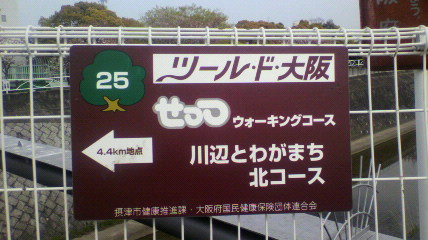 25
ツール・ド・大阪
せっつ ウォーキングコース
4.4km地点
川辺とわがまち
北コース
摂津市健康推進課・大阪府国民健康保険団体連合会